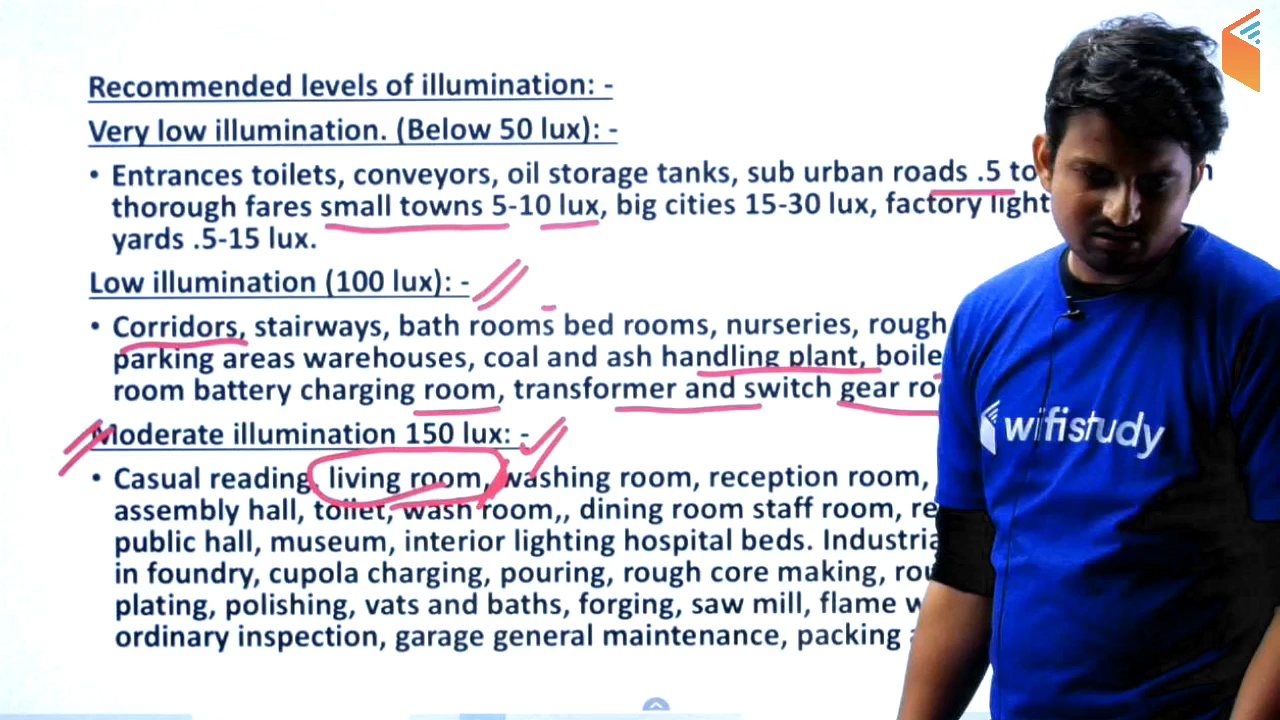 Recommended levels of illumination: -
Very low illumination. (Below 50 lux): -
• Entrances toilets, conveyors, oil storage tanks, sub urban roads .5 to
thorough fares small towns 5-10 lux, big cities 15-30 lux, factory light
yards .5-15 lux.
Low illumination (100 lux): -
• Corridors, stairways, bath rooms bed rooms, nurseries, rough
parking areas warehouses, coal and ash handling plant,
room battery charging room, transformer and switch gear
Moderate illumination 150 lux: -
• Casual reading, living room, washing room, reception room,
assembly hall, toilet, wash room,, dining room staff room,
public hall, museum, interior lighting hospital beds.
in foundry, cupola charging, pouring, rough core making,
plating, polishing, vats and baths, forging, saw mill, flame
ordinary inspection, garage general maintenance, packing
wifistudy